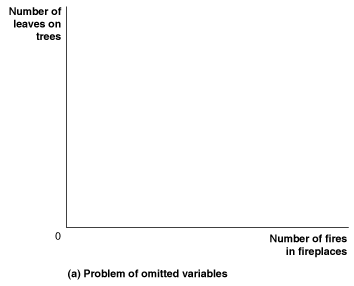 Number of
leaves on
trees
0
Number of fires
in fireplaces
(a) Problem of omitted variables